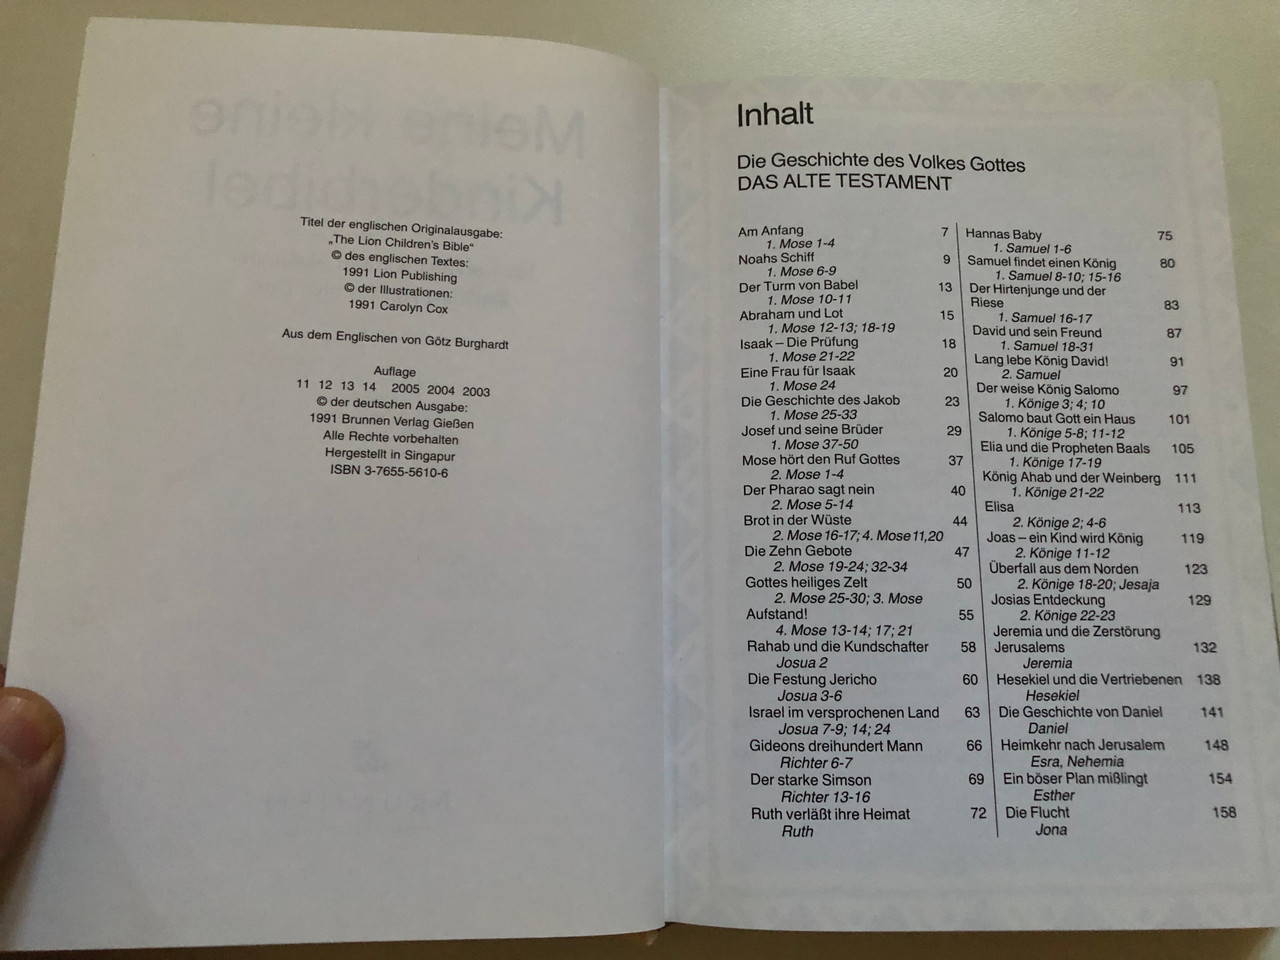 Meine kleine
Kinderbibel
Titel der englischen Originalausgabe:
„The Lion Children's Bible“
© des englischen Textes:
1991 Lion Publishing
© der Illustrationen:
1991 Carolyn Cox
Aus dem Englischen von Götz Burghardt
Auflage
11 12 13 14 2005 2004 2003
© der deutschen Ausgabe:
1991 Brunnen Verlag Gießen
Alle Rechte vorbehalten
Hergestellt in Singapur
ISBN 3-7655-5610-6
Inhalt
Die Geschichte des Volkes Gottes
DAS ALTE TESTAMENT
Am Anfang 7
1. Mose 1-4
Noahs Schiff 9
1. Mose 6-9
Der Turm von Babel 13
1. Mose 10-11
Abraham und Lot 15
1. Mose 12-13; 18-19
Isaak – Die Prüfung 18
1. Mose 21-22
Eine Frau für Isaak 20
1. Mose 24
Die Geschichte des Jakob 23
1. Mose 25-33
Josef und seine Brüder 29
1. Mose 37-50
Mose hört den Ruf Gottes 37
2. Mose 1-4
Der Pharao sagt nein 40
2. Mose 5-14
Brot in der Wüste 44
2. Mose 16-17; 4. Mose 11,20
Die Zehn Gebote 47
2. Mose 19-24; 32-34
Gottes heiliges Zelt 50
2. Mose 25-30; 3. Mose
Aufstand! 55
4. Mose 13-14; 17; 21
Rahab und die Kundschafter 58
Josua 2
Die Festung Jericho 60
Josua 3-6
Israel im versprochenen Land 63
Josua 7-9; 14; 24
Gideons dreihundert Mann 66
Richter 6-7
Der starke Simson 69
Richter 13-16
Ruth verläßt ihre Heimat 72
Ruth
Hannas Baby 75
1. Samuel 1-6
Samuel findet einen König 80
1. Samuel 8-10; 15-16
Der Hirtenjunge und der
Riese 83
1. Samuel 16-17
David und sein Freund 87
1. Samuel 18-31
Lang lebe König David! 91
2. Samuel
Der weise König Salomo 97
1. Könige 3; 4; 10
Salomo baut Gott ein Haus 101
1. Könige 5-8; 11-12
Elia und die Propheten Baals 105
1. Könige 17-19
König Ahab und der Weinberg 111
1. Könige 21-22
Elisa 113
2. Könige 2; 4-6
Joas – ein Kind wird König 119
2. Könige 11-12
Überfall aus dem Norden 123
2. Könige 18-20; Jesaja
Josias Entdeckung 129
2. Könige 22-23
Jeremia und die Zerstörung
Jerusalems 132
Jeremia
Hesekiel und die Vertriebenen 138
Hesekiel
Die Geschichte von Daniel 141
Daniel
Heimkehr nach Jerusalem 148
Esra, Nehemia
Ein böser Plan mißlingt 154
Esther
Die Flucht 158
Jona